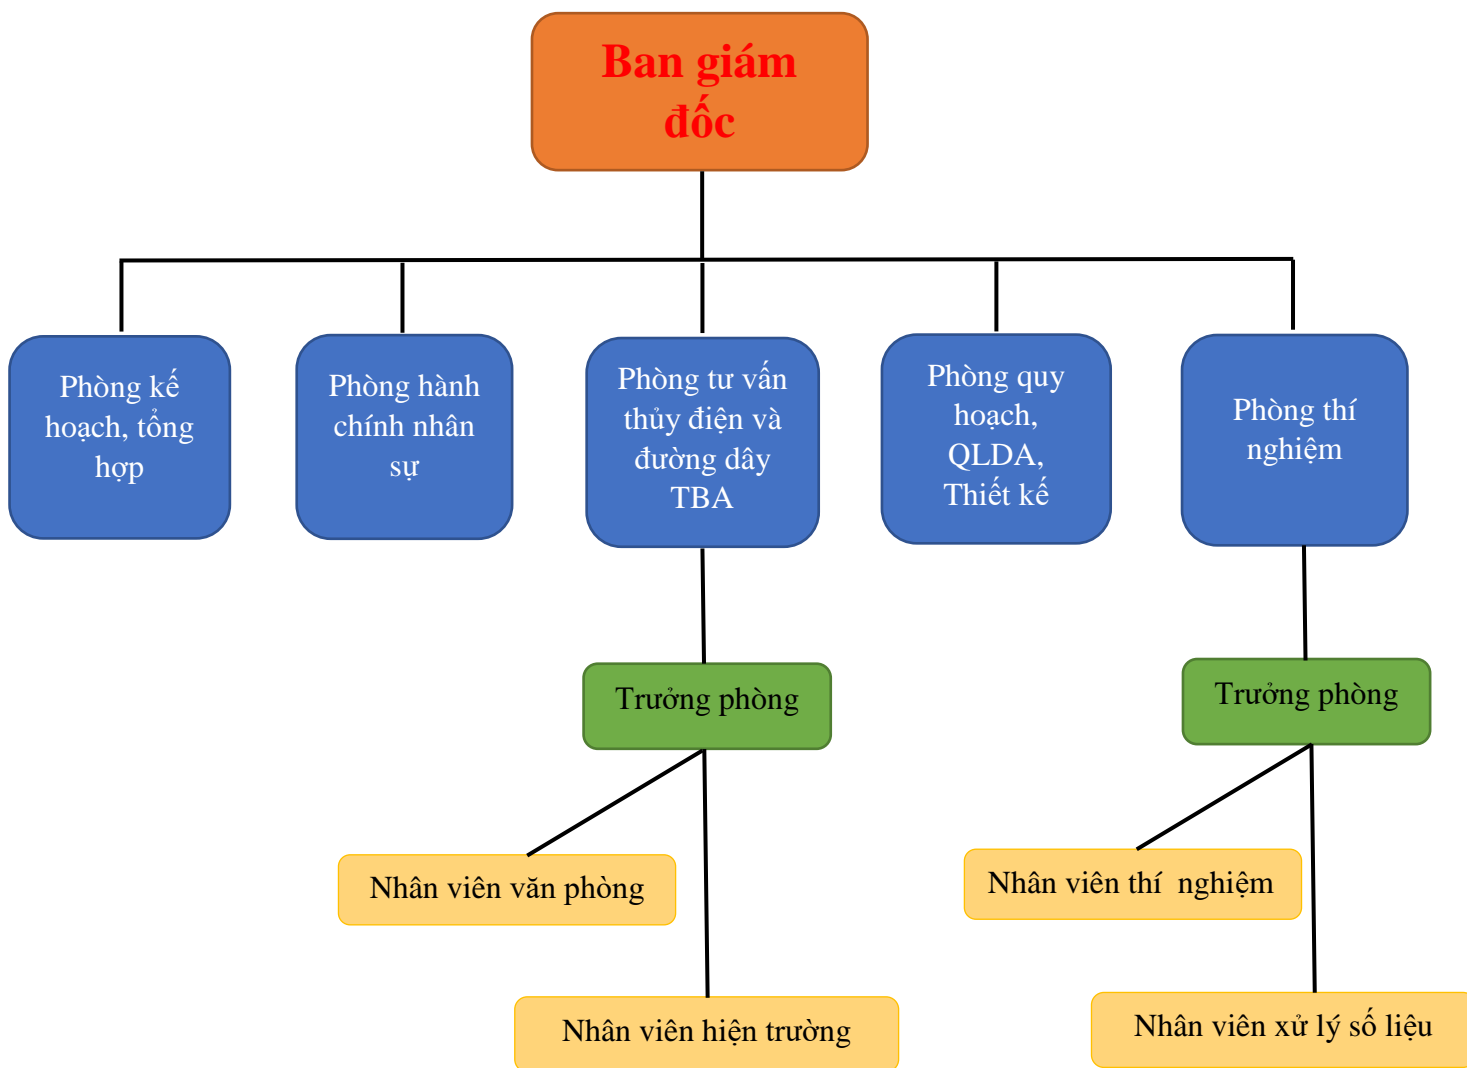 Ban giám
đốc
Phòng kế
hoạch, tổng
hợp
Phòng hành
chính nhân
sự
Phòng tư vấn
thủy điện và
đường dây
TBA
Phòng quy
hoạch,
QLDA,
Thiết kế
Phòng thí
nghiệm
Trưởng phòng
Trưởng phòng
Nhân viên văn phòng
Nhân viên thí nghiệm
Nhân viên hiện trường
Nhân viên xử lý số liệu